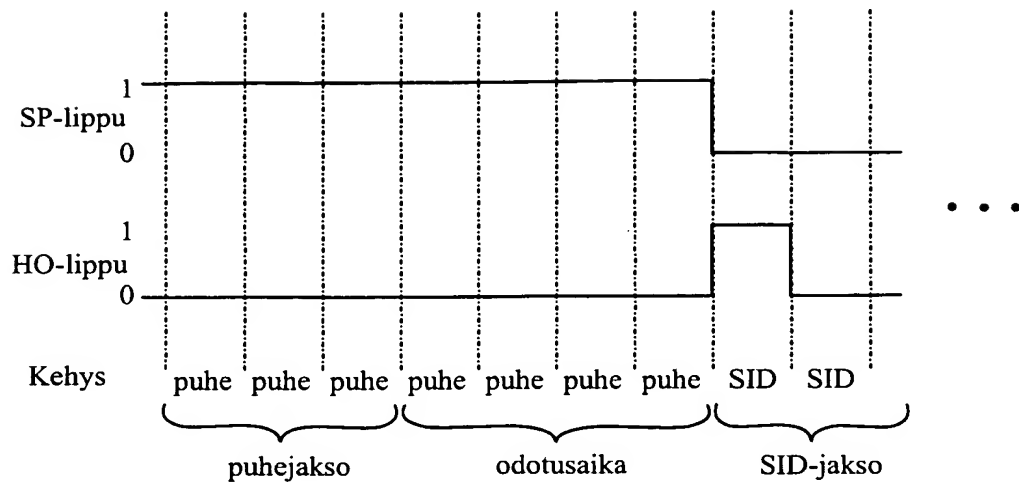 1
SP-lippu
0
1
HO-lippu
0
Kehys puhe puhe puhe puhe puhe puhe puhe SID SID
puhejakso odotusaika SID-jakso